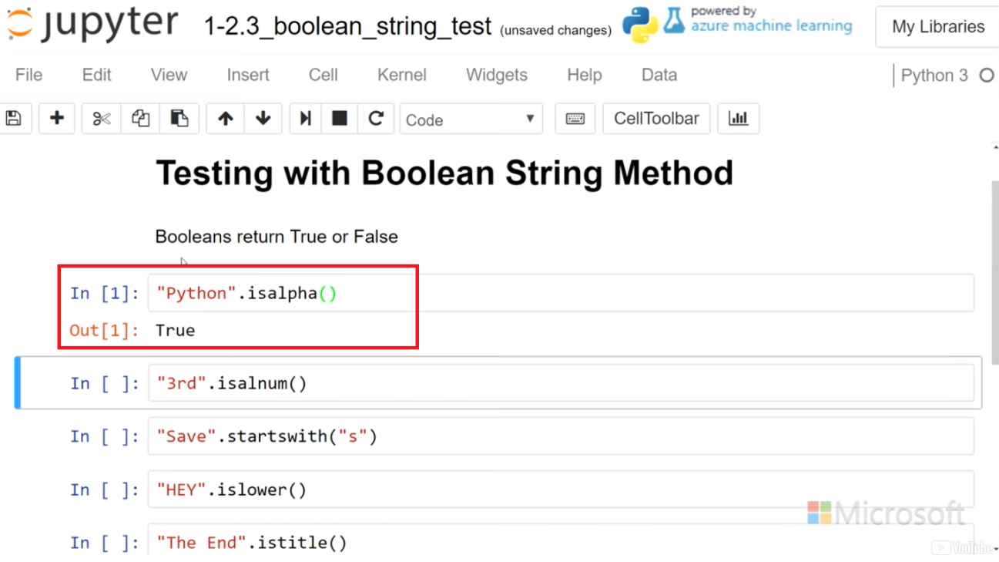 jupyter 1-2.3_boolean_string_test (unsaved changes) powered by
azure machine learning My Libraries
File Edit View Insert Cell Kernel Widgets Help Data Python 3
Code CellToolbar
Testing with Boolean String Method
Booleans return True or False
In [1]: "Python".isalpha()
Out[1]: True
In [ ]: "3rd".isalnum()
In [ ]: "Save".startswith("s")
In [ ]: "HEY".islower()
Microsoft
In [ ]: "The End".istitle()
YouTube